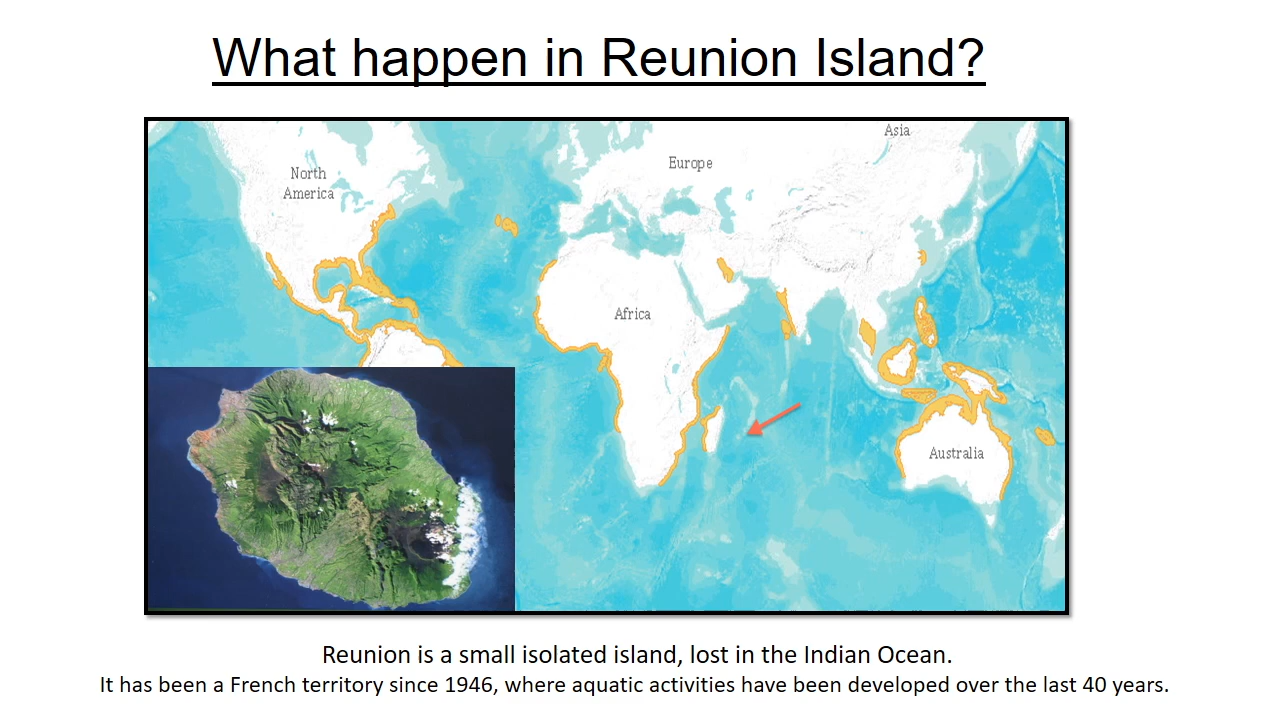 What happen in Reunion Island?
Asia
Europe
North
America
Africa
Australia
Reunion is a small isolated island, lost in the Indian Ocean.
It has been a French territory since 1946, where aquatic activities have been developed over the last 40 years.